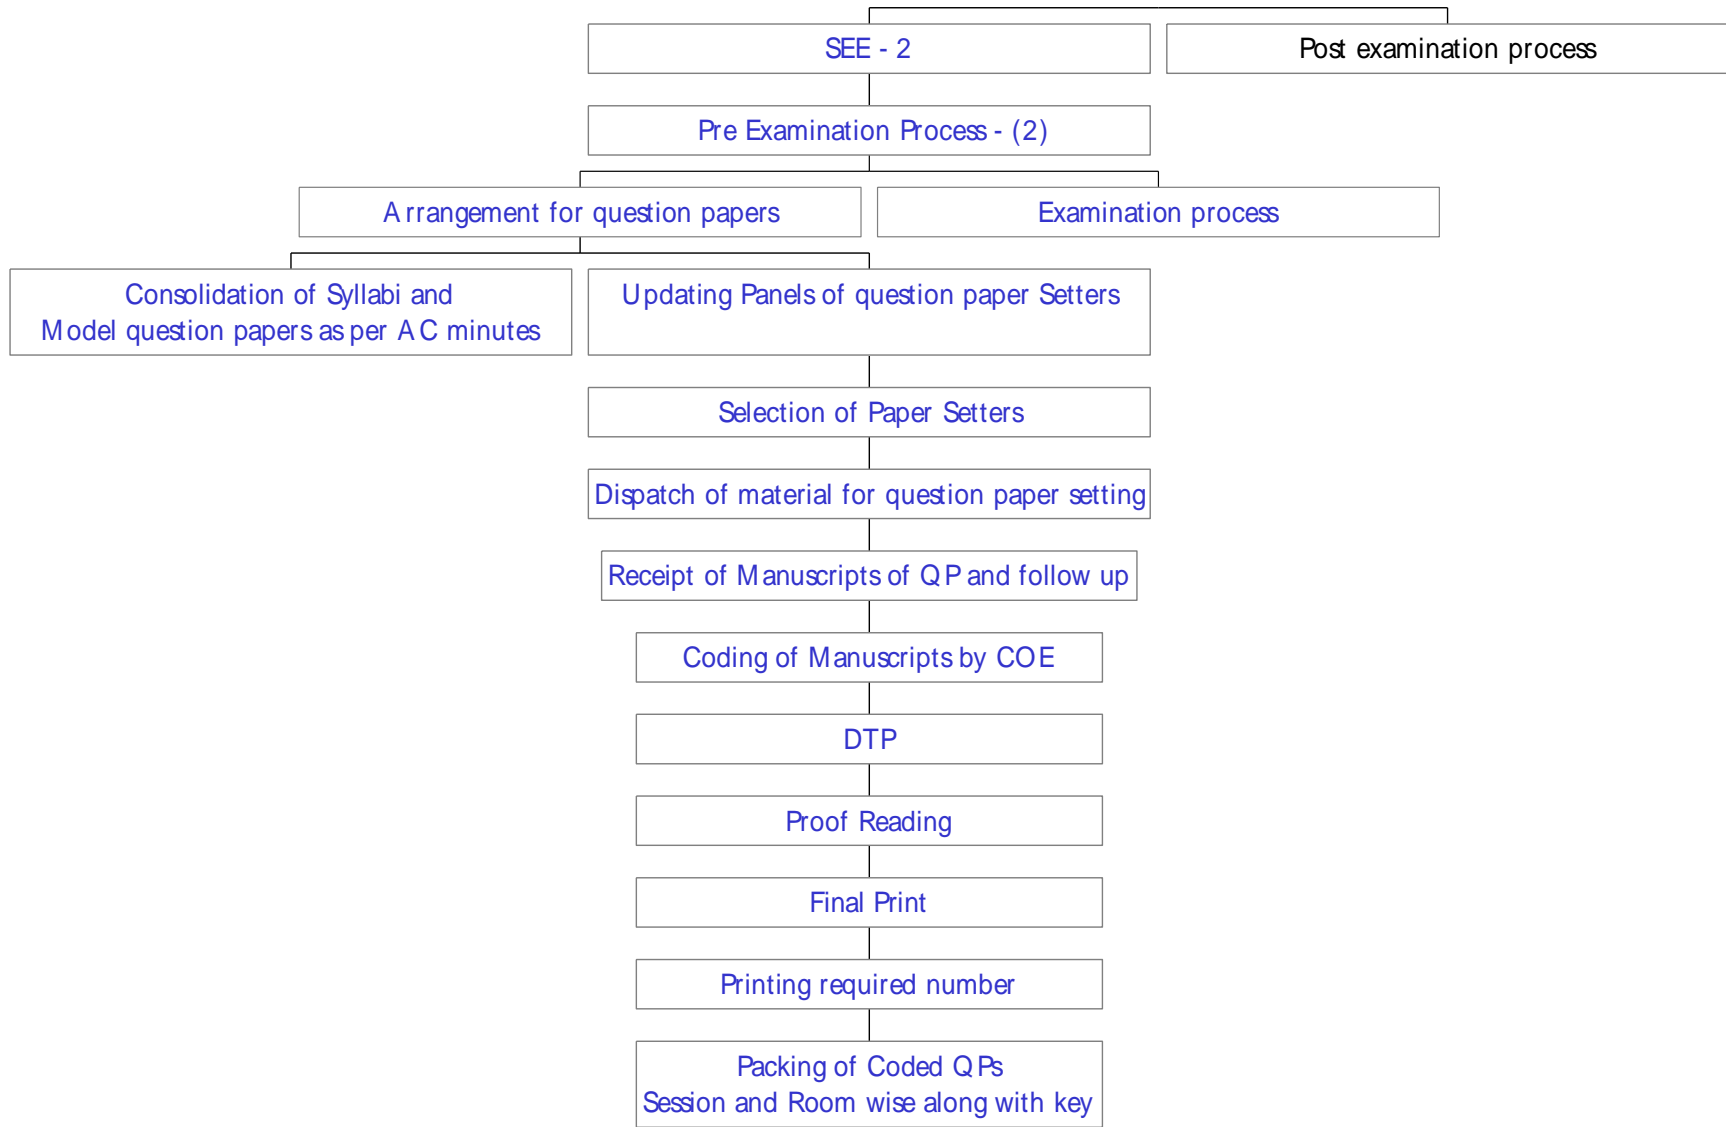 SEE - 2
Post examination process
Pre Examination Process - (2)
Arrangement for question papers
Examination process
Consolidation of Syllabi and
Model question papers as per AC minutes
Updating Panels of question paper Setters
Selection of Paper Setters
Dispatch of material for question paper setting
Receipt of Manuscripts of QP and follow up
Coding of Manuscripts by COE
DTP
Proof Reading
Final Print
Printing required number
Packing of Coded QPs
Session and Room wise along with key